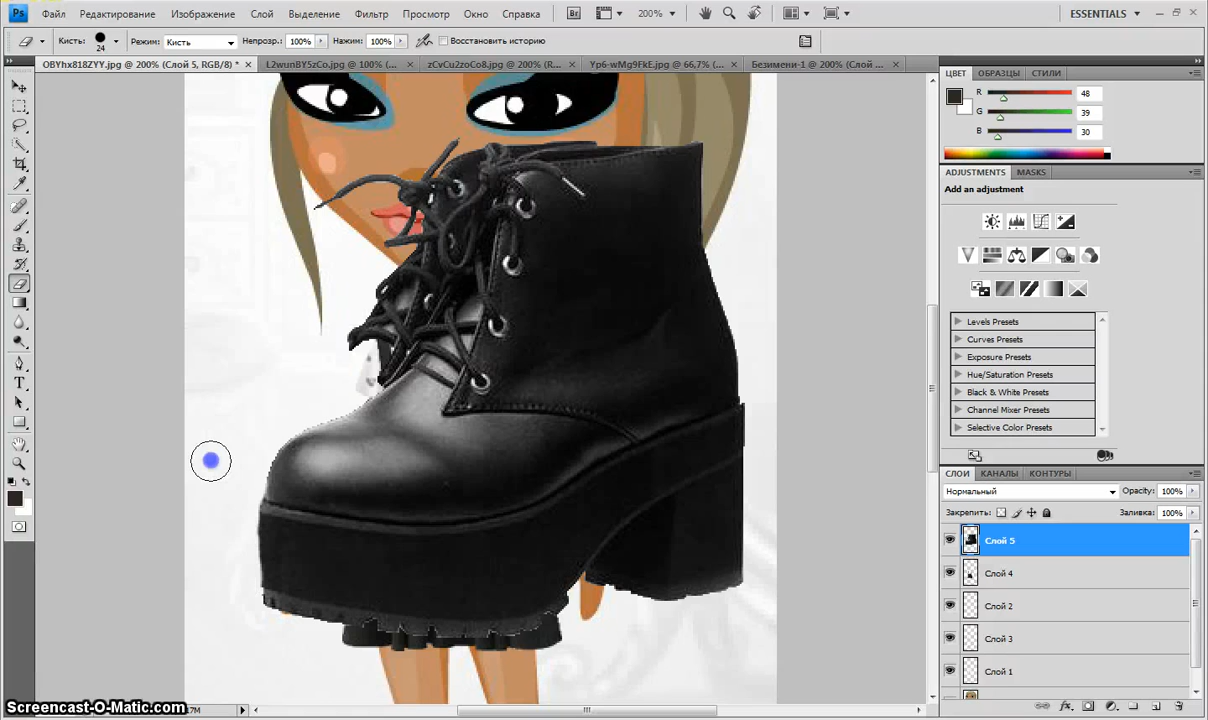 Ps Файл Редактирование Изображение Слой Выделение Фильтр Просмотр Окно Справка Br 200% ESSENTIALS
Кисть: 24 Режим: Кисть Непрозр.: 100% Нажим: 100% Восстановить историю
OBYhx818ZYY.jpg @ 200% (Слой 5, RGB/8) * L2wunBY5zCo.jpg @ 100% (... zCvCu2zoCo8.jpg @ 200% (R... Yp6-wMg9FkE.jpg @ 66,7% (... Безимени-1 @ 200% (Слой ...
ЦВЕТ ОБРАЗЦЫ СТИЛИ
R 48
G 39
B 30
ADJUSTMENTS MASKS
Add an adjustment
Levels Presets
Curves Presets
Exposure Presets
Hue/Saturation Presets
Black & White Presets
Channel Mixer Presets
Selective Color Presets
СЛОИ КАНАЛЫ КОНТУРЫ
Нормальный Opacity: 100%
Закрепить: Заливка: 100%
Слой 5
Слой 4
Слой 2
Слой 3
Слой 1
Screencast-O-Matic.com